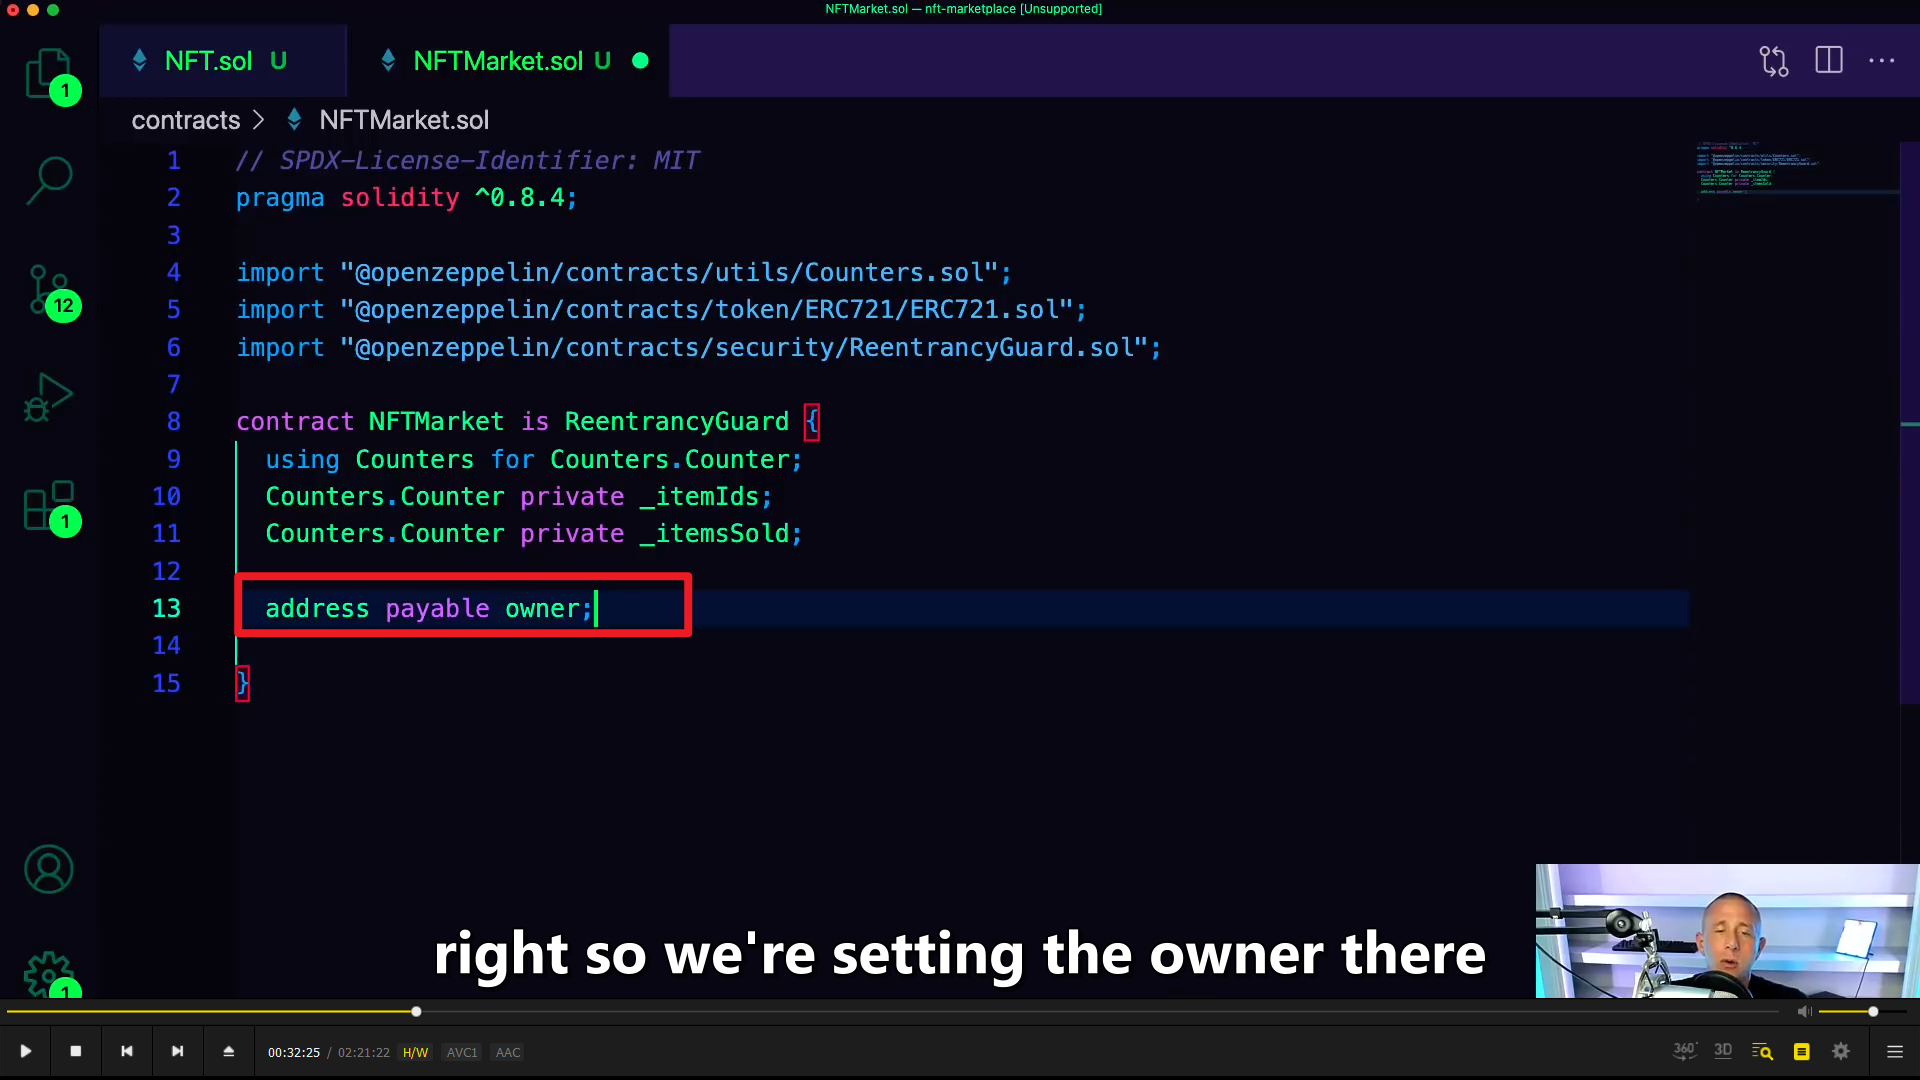 NFTMarket.sol — nft-marketplace [Unsupported]
NFT.sol U
NFTMarket.sol U
contracts > NFTMarket.sol
1 // SPDX-License-Identifier: MIT
2 pragma solidity ^0.8.4;
3
4 import "@openzeppelin/contracts/utils/Counters.sol";
5 import "@openzeppelin/contracts/token/ERC721/ERC721.sol";
6 import "@openzeppelin/contracts/security/ReentrancyGuard.sol";
7
8 contract NFTMarket is ReentrancyGuard {
9 using Counters for Counters.Counter;
10 Counters.Counter private _itemIds;
11 Counters.Counter private _itemsSold;
12
13 address payable owner;
14
15 }
1
12
1
1
right so we're setting the owner there
00:32:25 / 02:21:22 H/W AVC1 AAC
360° 3D